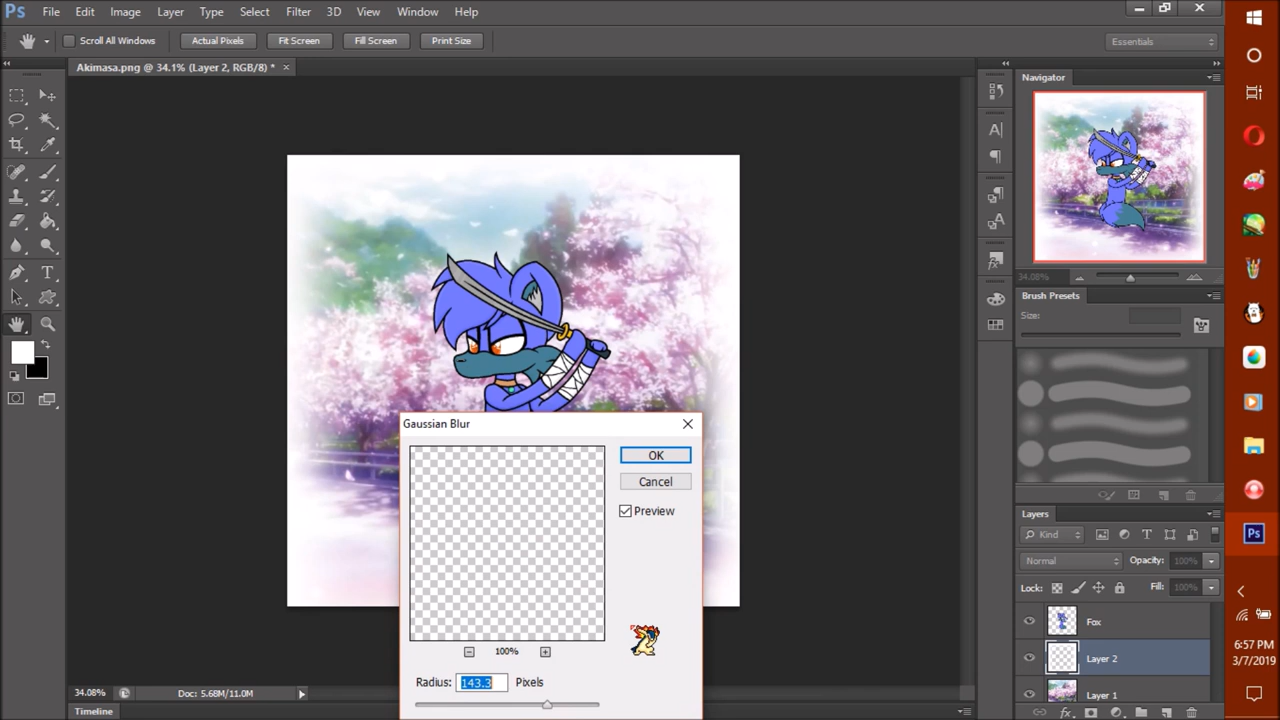 Ps File Edit Image Layer Type Select Filter 3D View Window Help
Scroll All Windows Actual Pixels Fit Screen Fill Screen Print Size Essentials
Akimasa.png @ 34.1% (Layer 2, RGB/8) * ×
Navigator
34.08%
Brush Presets
Size:
Gaussian Blur
OK
Cancel
Preview
100%
Radius: 143.3 Pixels
Layers
Kind
Normal Opacity: 100%
Lock: Fill: 100%
Fox
Layer 2
Layer 1
34.08% Doc: 5.68M/11.0M
Timeline
Ps
6:57 PM
3/7/2019